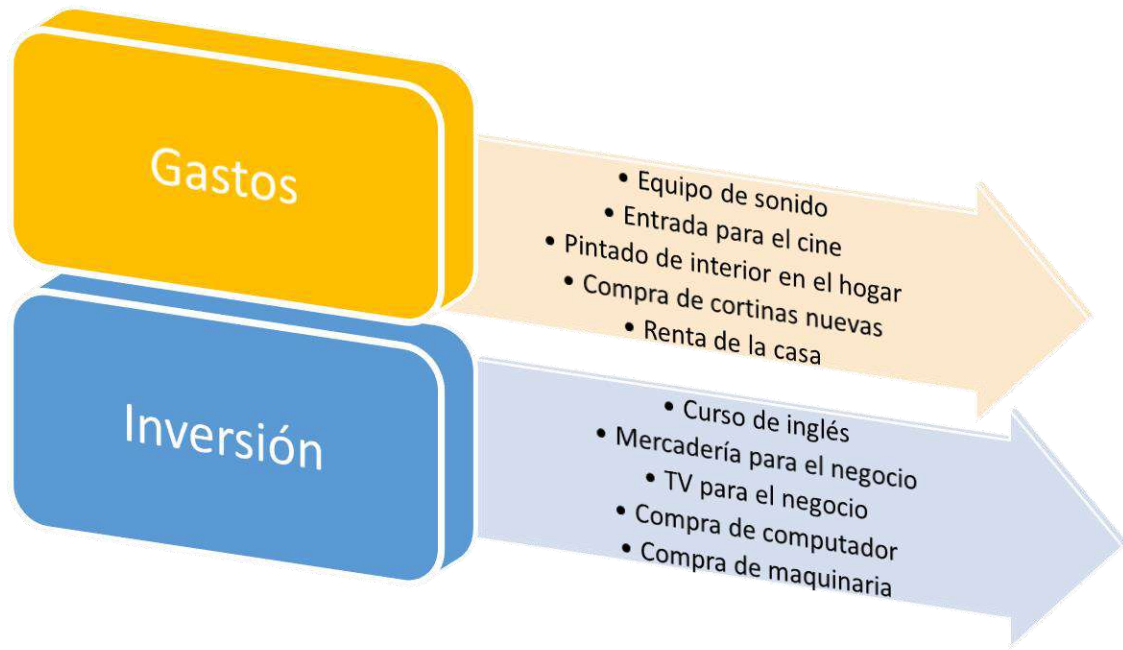 Gastos
• Equipo de sonido
• Entrada para el cine
• Pintado de interior en el hogar
• Compra de cortinas nuevas
• Renta de la casa
Inversión
• Curso de inglés
• Mercadería para el negocio
• TV para el negocio
• Compra de computador
• Compra de maquinaria